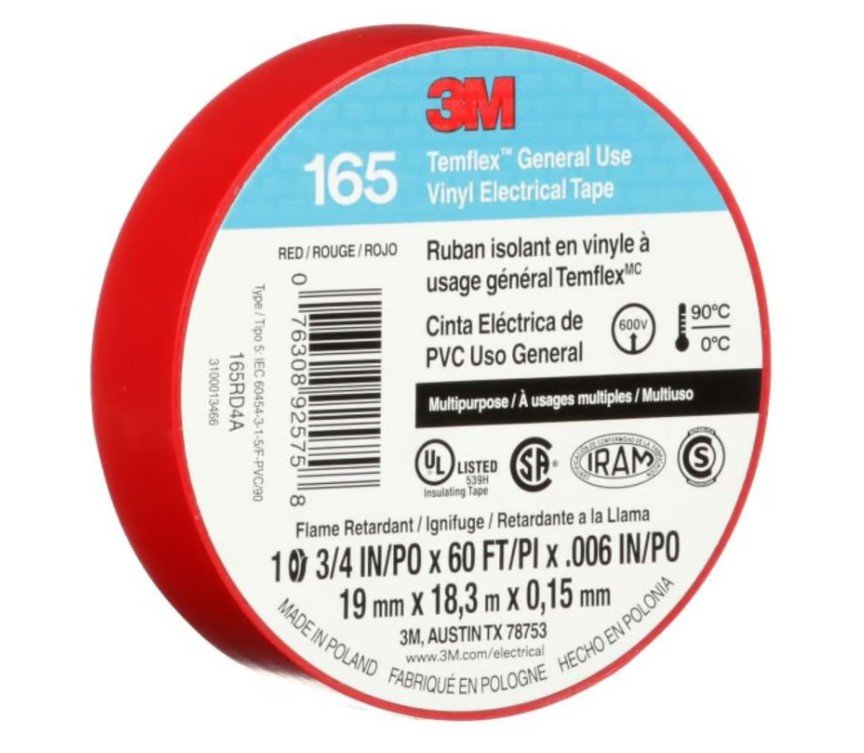 3M
165
Temflex™ General Use
Vinyl Electrical Tape
RED / ROUGE / ROJO
Ruban isolant en vinyle à
usage général Temflexᴹᶜ
Cinta Eléctrica de
PVC Uso General
600V
90°C
0°C
Multipurpose / À usages multiples / Multiuso
0 76308 92575 8
Type / Tipo 5: IEC 60454-3-1-5/F-PVC/90
165RD4A
3100013466
UL LISTED
539H
Insulating Tape
SA
IRAM
S
Flame Retardant / Ignifuge / Retardante a la Llama
1 3/4 IN/PO x 60 FT/PI x .006 IN/PO
19 mm x 18,3 m x 0,15 mm
3M, AUSTIN TX 78753
www.3M.com/electrical
MADE IN POLAND FABRIQUÉ EN POLOGNE HECHO EN POLONIA